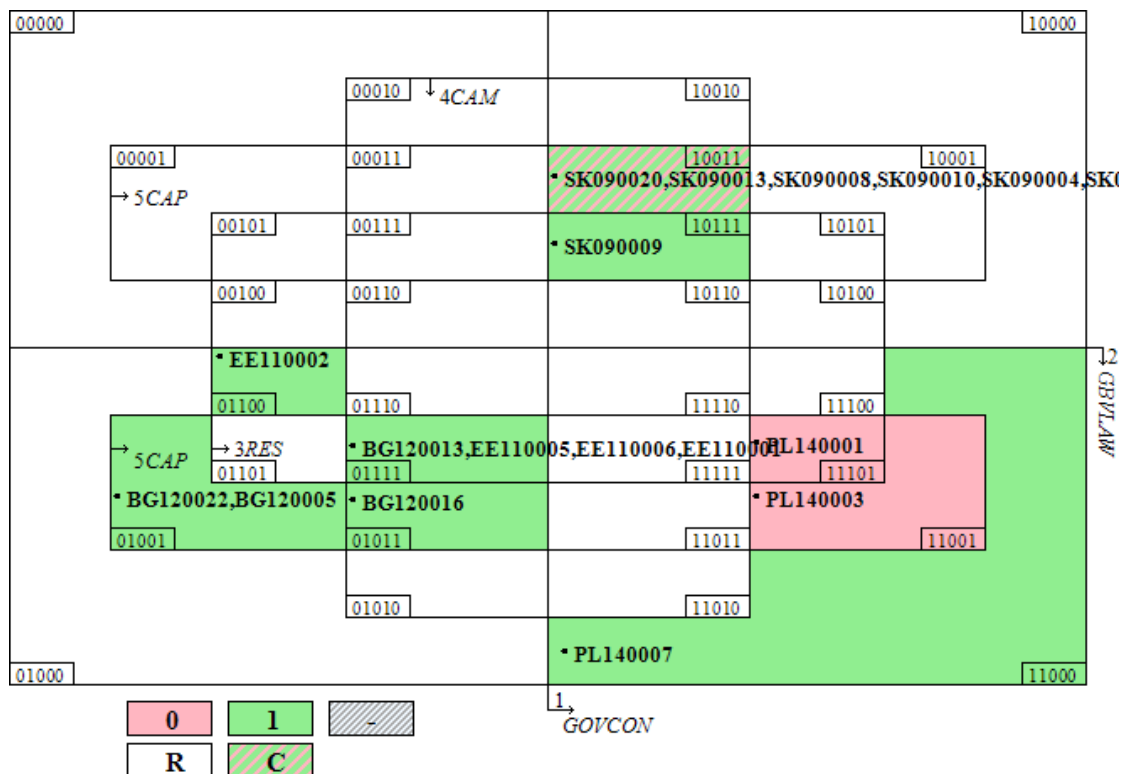 00000 10000
00010 4CAM 10010
00001 00011 10011 10001
SK090020,SK090013,SK090008,SK090010,SK090004,SK0
5CAP
00101 00111 10111 10101
SK090009
00100 00110 10110 10100
EE110002
2
GBVLAW
01100 01110 11110 11100
5CAP 3RES BG120013,EE110005,EE110006,EE110001 PL140001
01101 01111 11111 11101
BG120022,BG120005 BG120016 PL140003
01001 01011 11011 11001
01010 11010
PL140007
01000 11000
1
GOVCON
0 1 -
R C